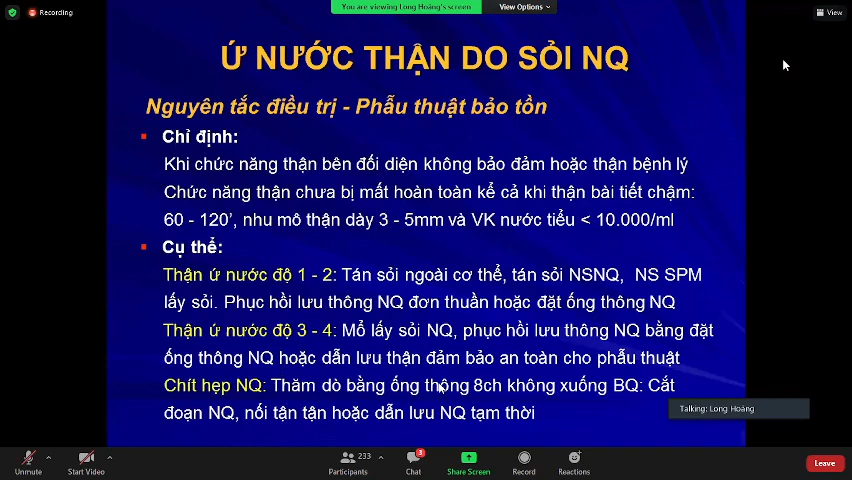 Recording
You are viewing Long Hoàng's screen
View Options
View
Ứ NƯỚC THẬN DO SỎI NQ
Nguyên tắc điều trị - Phẫu thuật bảo tồn
Chỉ định:
Khi chức năng thận bên đối diện không bảo đảm hoặc thận bệnh lý
Chức năng thận chưa bị mất hoàn toàn kể cả khi thận bài tiết chậm:
60 - 120', nhu mô thận dày 3 - 5mm và VK nước tiểu < 10.000/ml
Cụ thể:
Thận ứ nước độ 1 - 2: Tán sỏi ngoài cơ thể, tán sỏi NSNQ, NS SPM
lấy sỏi. Phục hồi lưu thông NQ đơn thuần hoặc đặt ống thông NQ
Thận ứ nước độ 3 - 4: Mổ lấy sỏi NQ, phục hồi lưu thông NQ bằng đặt
ống thông NQ hoặc dẫn lưu thận đảm bảo an toàn cho phẫu thuật
Chít hẹp NQ: Thăm dò bằng ống thông 8ch không xuống BQ: Cắt
đoạn NQ, nối tận tận hoặc dẫn lưu NQ tạm thời
Talking: Long Hoàng
Unmute
Start Video
233
Participants
3
Chat
Share Screen
Record
Reactions
Leave